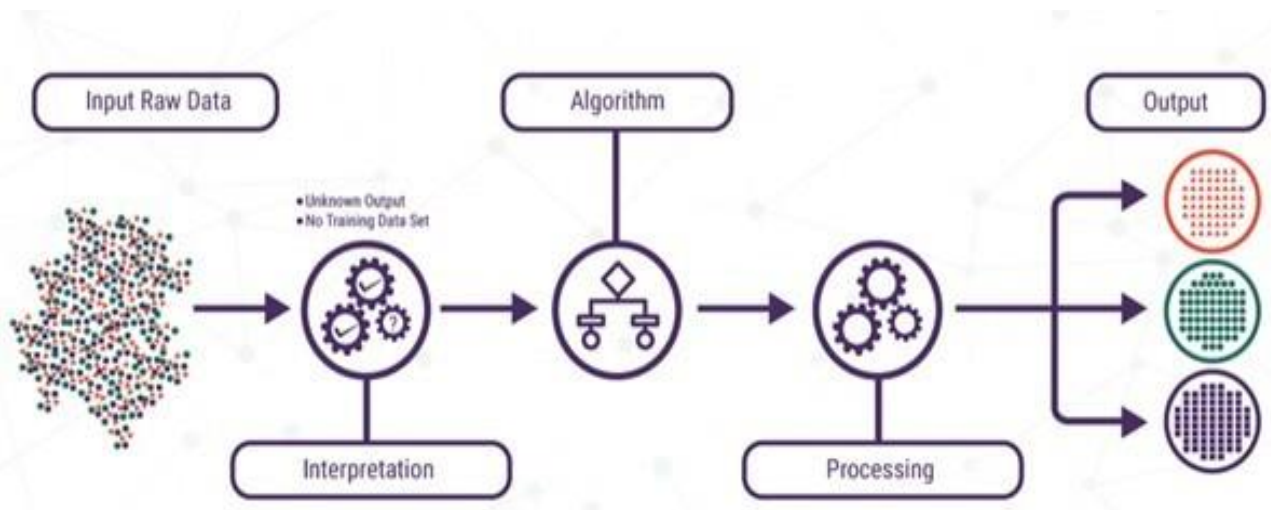 Input Raw Data
Algorithm
Output
• Unknown Output
• No Training Data Set
?
Interpretation
Processing